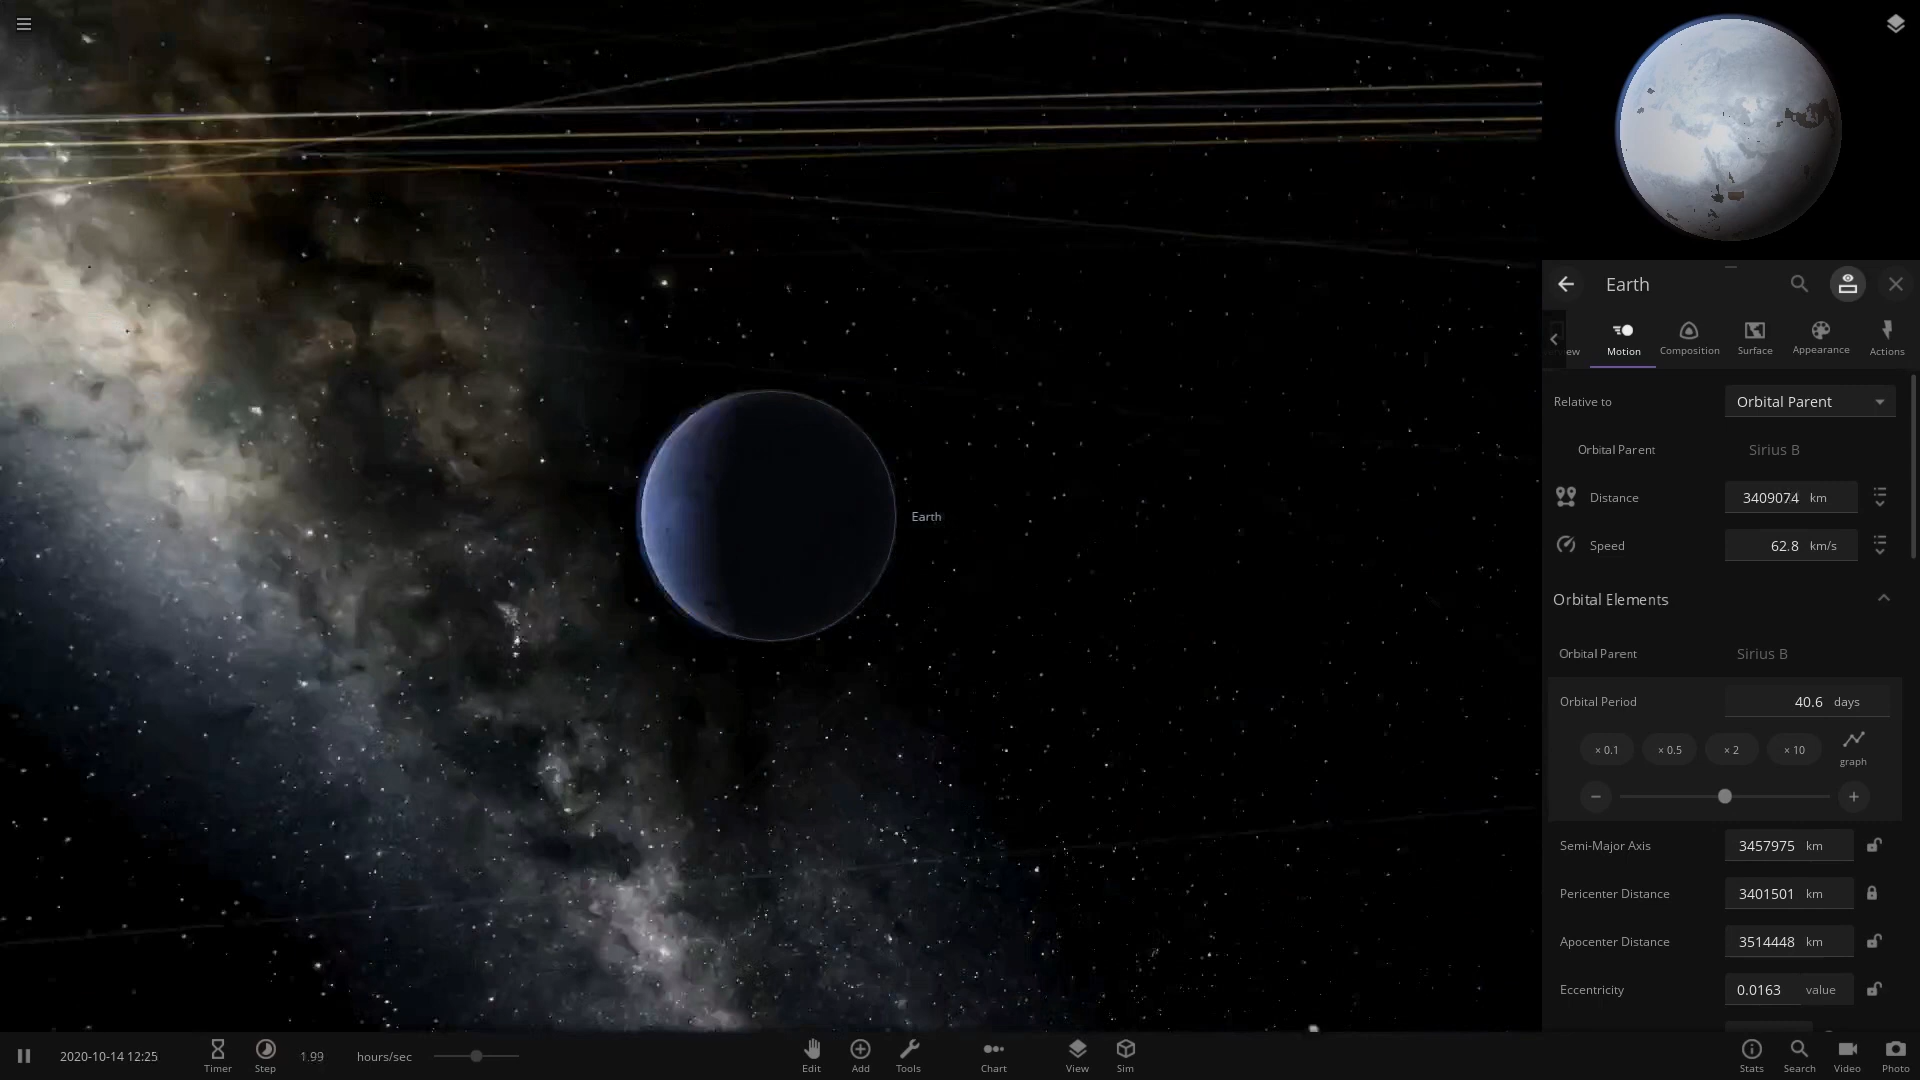 Earth
Earth
Motion
Composition
Surface
Appearance
Actions
Relative to
Orbital Parent
Orbital Parent
Sirius B
Distance
3409074 km
Speed
62.8 km/s
Orbital Elements
Orbital Parent
Sirius B
Orbital Period
40.6 days
× 0.1
× 0.5
× 2
× 10
graph
Semi-Major Axis
3457975 km
Pericenter Distance
3401501 km
Apocenter Distance
3514448 km
Eccentricity
0.0163 value
2020-10-14 12:25
Timer
Step
1.99
hours/sec
Edit
Add
Tools
Chart
View
Sim
Stats
Search
Video
Photo